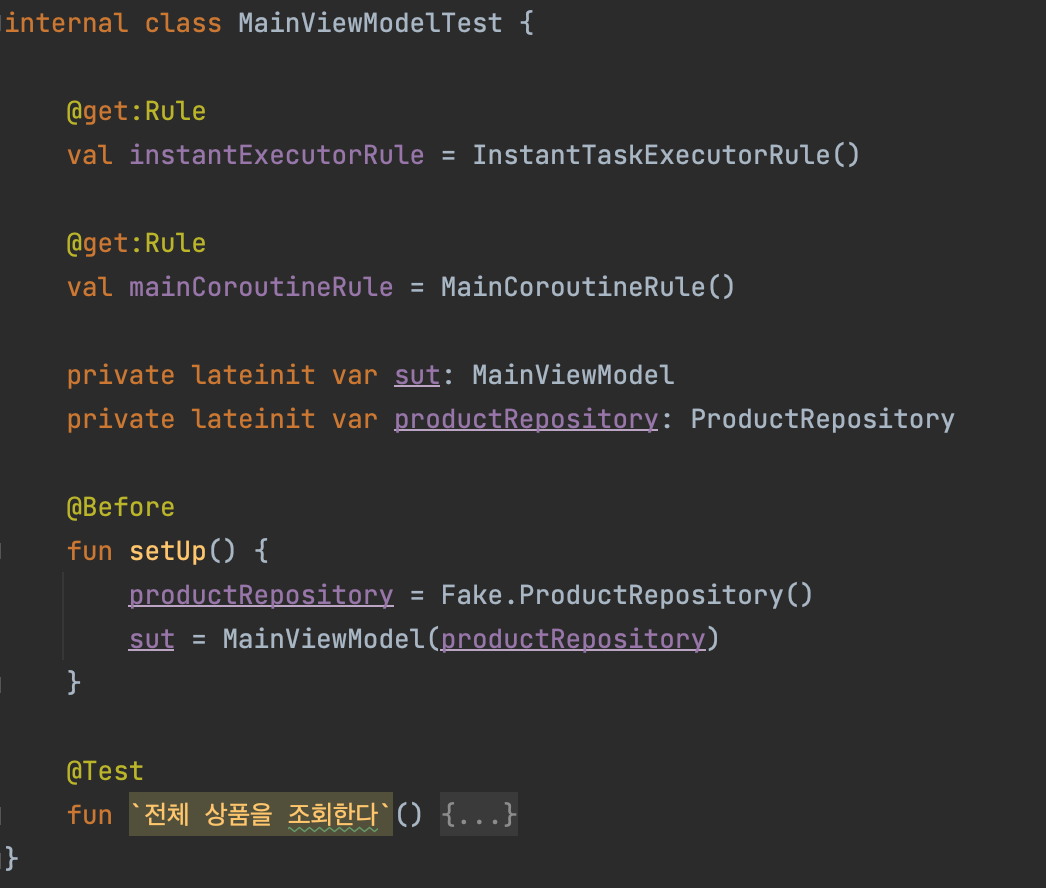 internal class MainViewModelTest {
@get:Rule
val instantExecutorRule = InstantTaskExecutorRule()
@get:Rule
val mainCoroutineRule = MainCoroutineRule()
private lateinit var sut: MainViewModel
private lateinit var productRepository: ProductRepository
@Before
fun setUp() {
productRepository = Fake.ProductRepository()
sut = MainViewModel(productRepository)
}
@Test
fun `전체 상품을 조회한다`() {...}
}